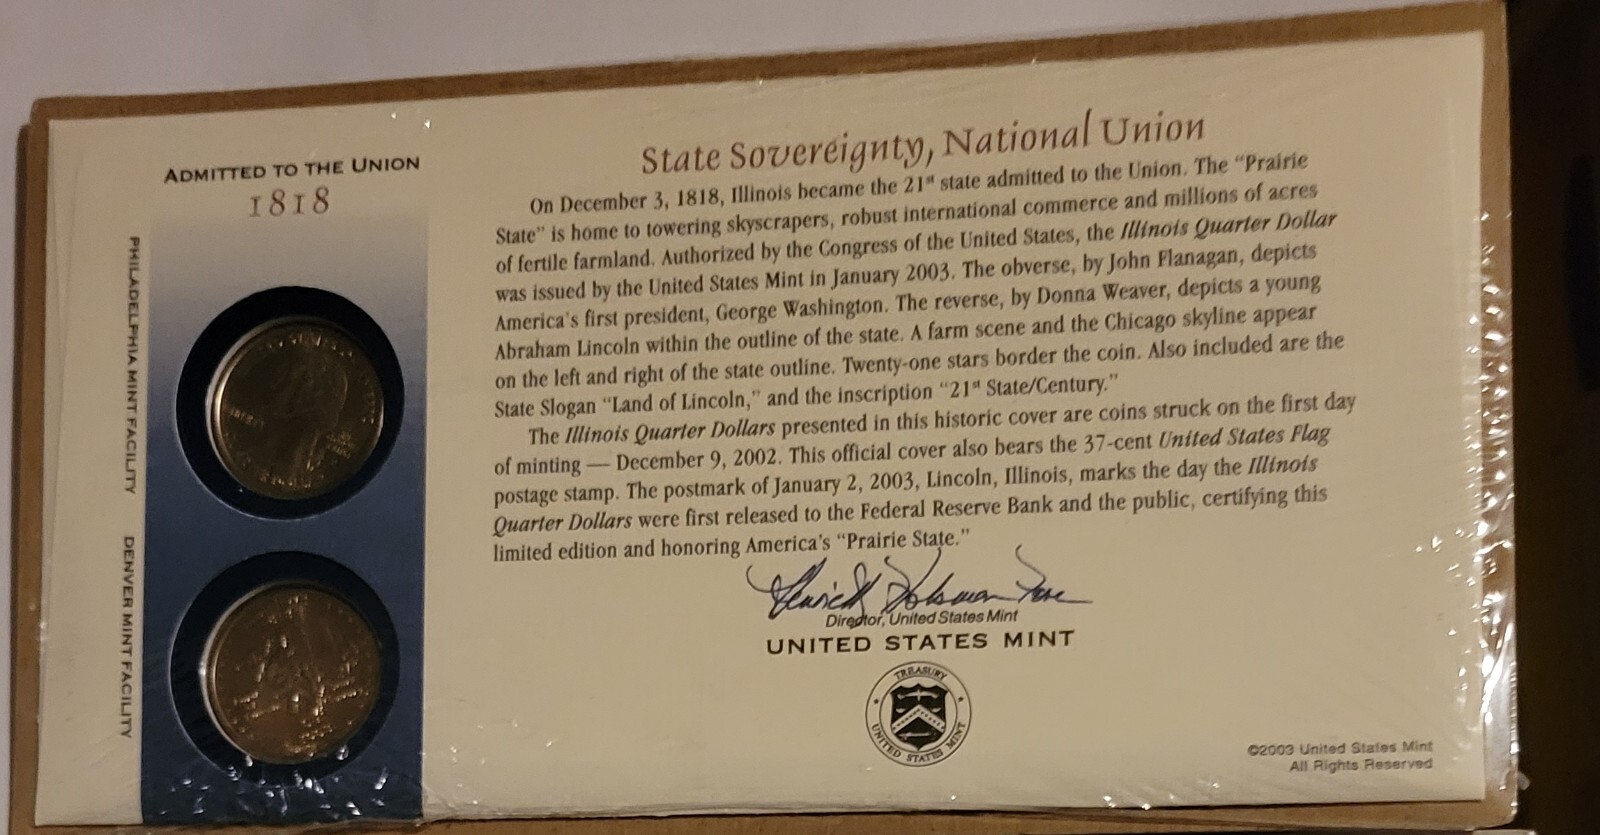 ADMITTED TO THE UNION
1818
PHILADELPHIA MINT FACILITY
DENVER MINT FACILITY
State Sovereignty, National Union
On December 3, 1818, Illinois became the 21st state admitted to the Union. The "Prairie
State" is home to towering skyscrapers, robust international commerce and millions of acres
of fertile farmland. Authorized by the Congress of the United States, the Illinois Quarter Dollar
was issued by the United States Mint in January 2003. The obverse, by John Flanagan, depicts
America's first president, George Washington. The reverse, by Donna Weaver, depicts a young
Abraham Lincoln within the outline of the state. A farm scene and the Chicago skyline appear
on the left and right of the state outline. Twenty-one stars border the coin. Also included are the
State Slogan "Land of Lincoln," and the inscription "21st State/Century."
The Illinois Quarter Dollars presented in this historic cover are coins struck on the first day
of minting — December 9, 2002. This official cover also bears the 37-cent United States Flag
postage stamp. The postmark of January 2, 2003, Lincoln, Illinois, marks the day the Illinois
Quarter Dollars were first released to the Federal Reserve Bank and the public, certifying this
limited edition and honoring America's "Prairie State."
Director, United States Mint
UNITED STATES MINT
TREASURY
UNITED STATES MINT
©2003 United States Mint
All Rights Reserved
LIBERTY